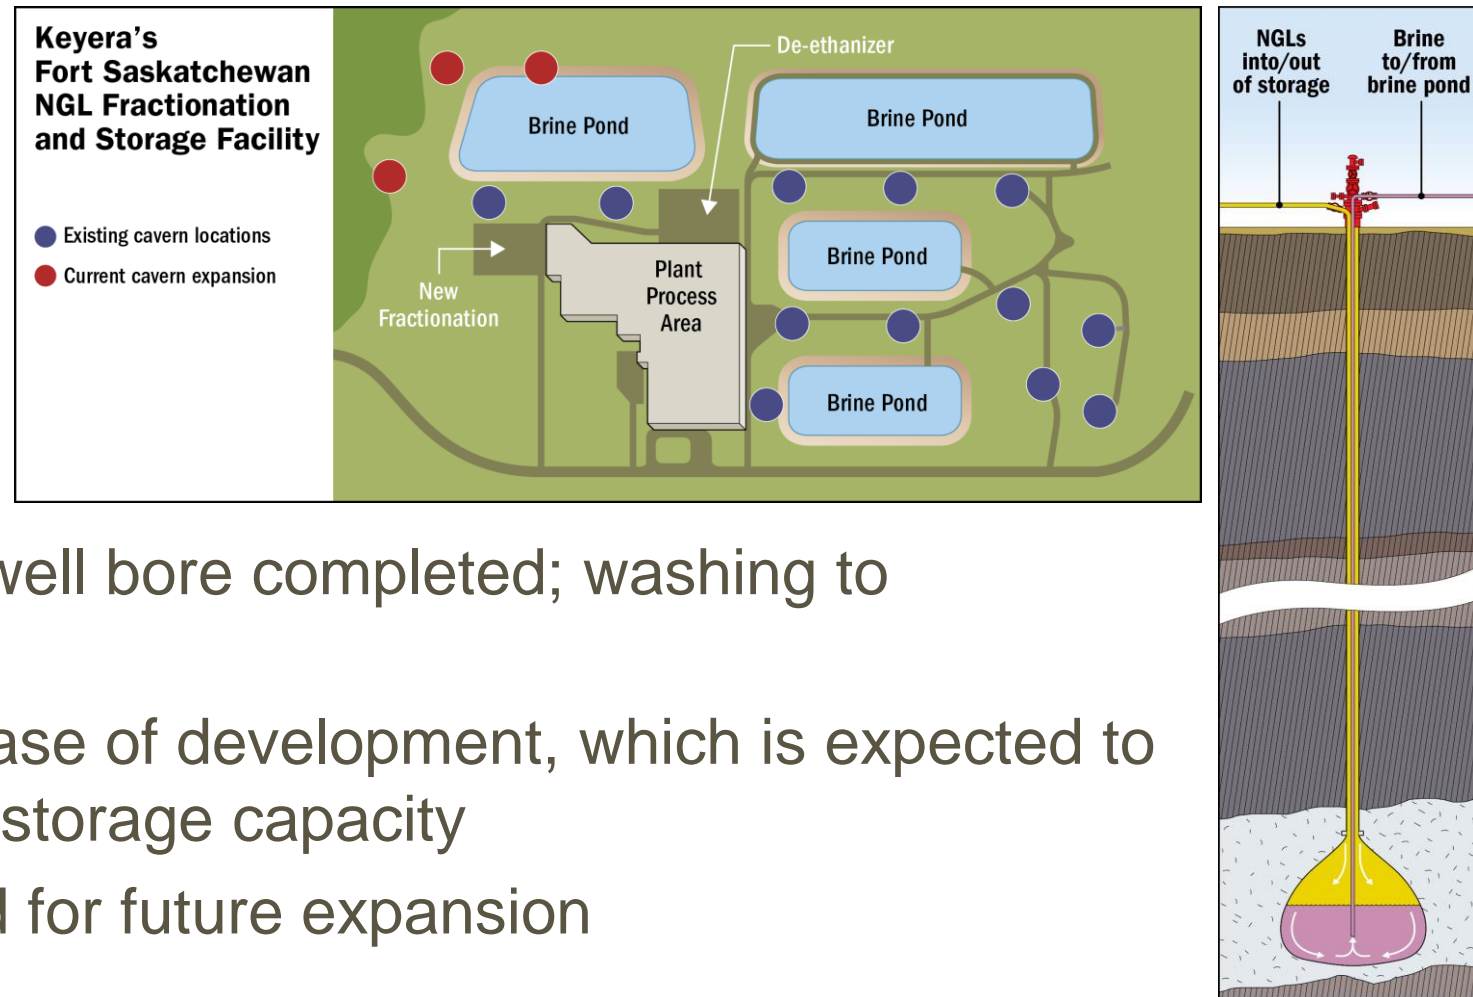 Keyera's
Fort Saskatchewan
NGL Fractionation
and Storage Facility
Existing cavern locations
Current cavern expansion
De-ethanizer
Brine Pond
Brine Pond
Brine Pond
Brine Pond
New
Fractionation
Plant
Process
Area
NGLs
into/out
of storage
Brine
to/from
brine pond
well bore completed; washing to
ase of development, which is expected to
storage capacity
for future expansion